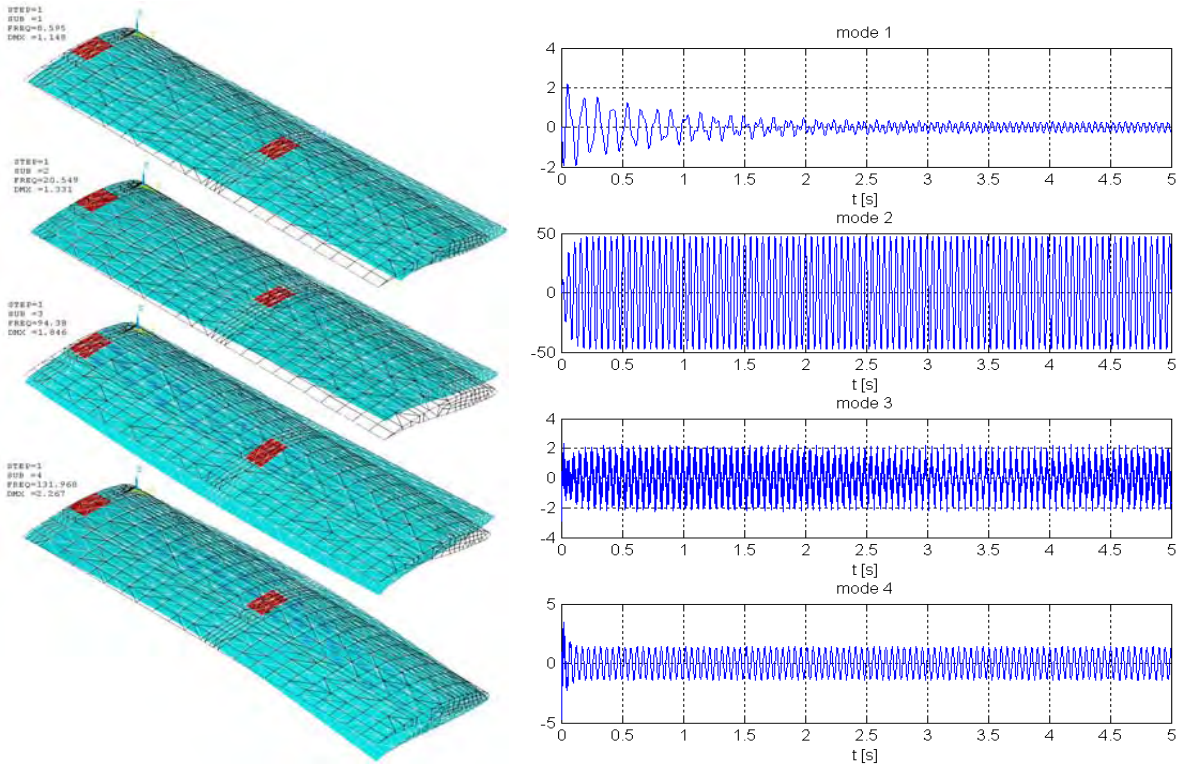 STEP=1
SUB =1
FREQ=8.595
DMX =1.148
STEP=1
SUB =2
FREQ=20.549
DMX =1.331
STEP=1
SUB =3
FREQ=94.38
DMX =1.846
STEP=1
SUB =4
FREQ=131.968
DMX =2.267
mode 1
4
2
0
-2
0 0.5 1 1.5 2 2.5 3 3.5 4 4.5 5
t [s]
mode 2
50
0
-50
0 0.5 1 1.5 2 2.5 3 3.5 4 4.5 5
t [s]
mode 3
4
2
0
-2
-4
0 0.5 1 1.5 2 2.5 3 3.5 4 4.5 5
t [s]
mode 4
5
0
-5
0 0.5 1 1.5 2 2.5 3 3.5 4 4.5 5
t [s]